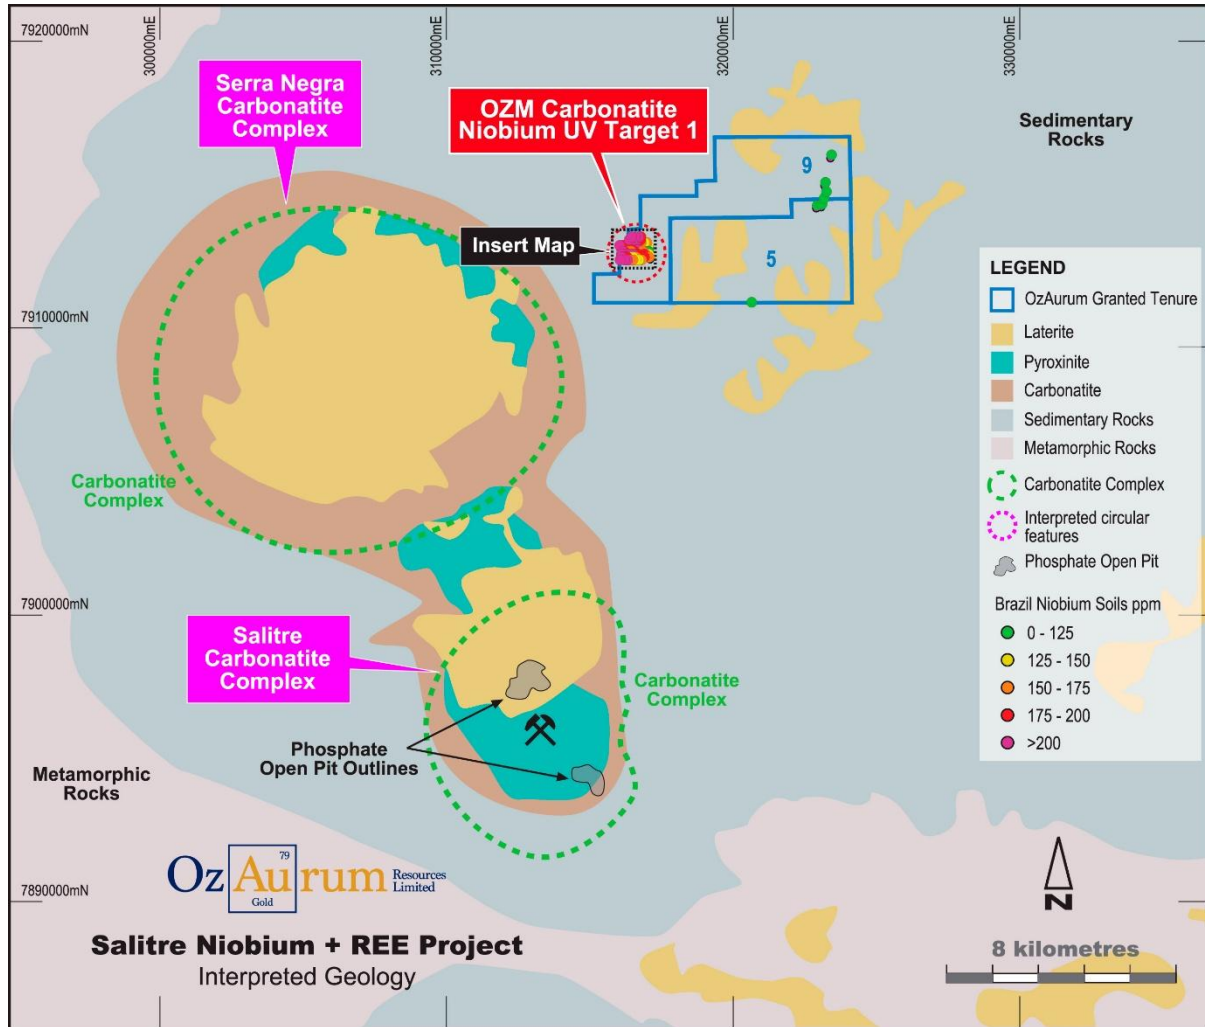 7920000mN
300000mE
310000mE
320000mE
330000mE
Serra Negra
Carbonatite
Complex
OZM Carbonatite
Niobium UV Target 1
Sedimentary
Rocks
9
Insert Map
5
LEGEND
OzAurum Granted Tenure
Laterite
Pyroxinite
Carbonatite
Sedimentary Rocks
Metamorphic Rocks
Carbonatite Complex
Interpreted circular
features
Phosphate Open Pit
Brazil Niobium Soils ppm
0 - 125
125 - 150
150 - 175
175 - 200
>200
7910000mN
Carbonatite
Complex
7900000mN
Salitre
Carbonatite
Complex
Carbonatite
Complex
Phosphate
Open Pit Outlines
Metamorphic
Rocks
7890000mN
79
OzAurum Resources
Limited
Gold
Salitre Niobium + REE Project
Interpreted Geology
N
8 kilometres